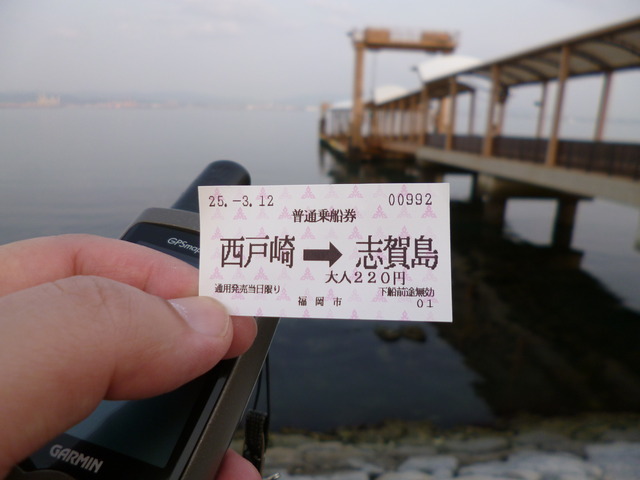 25.-3.12 00992
普通乗船券
西戸崎➡志賀島
大人220円
通用発売当日限り 下船前途無効
福岡市 01
GPSmap
GARMIN